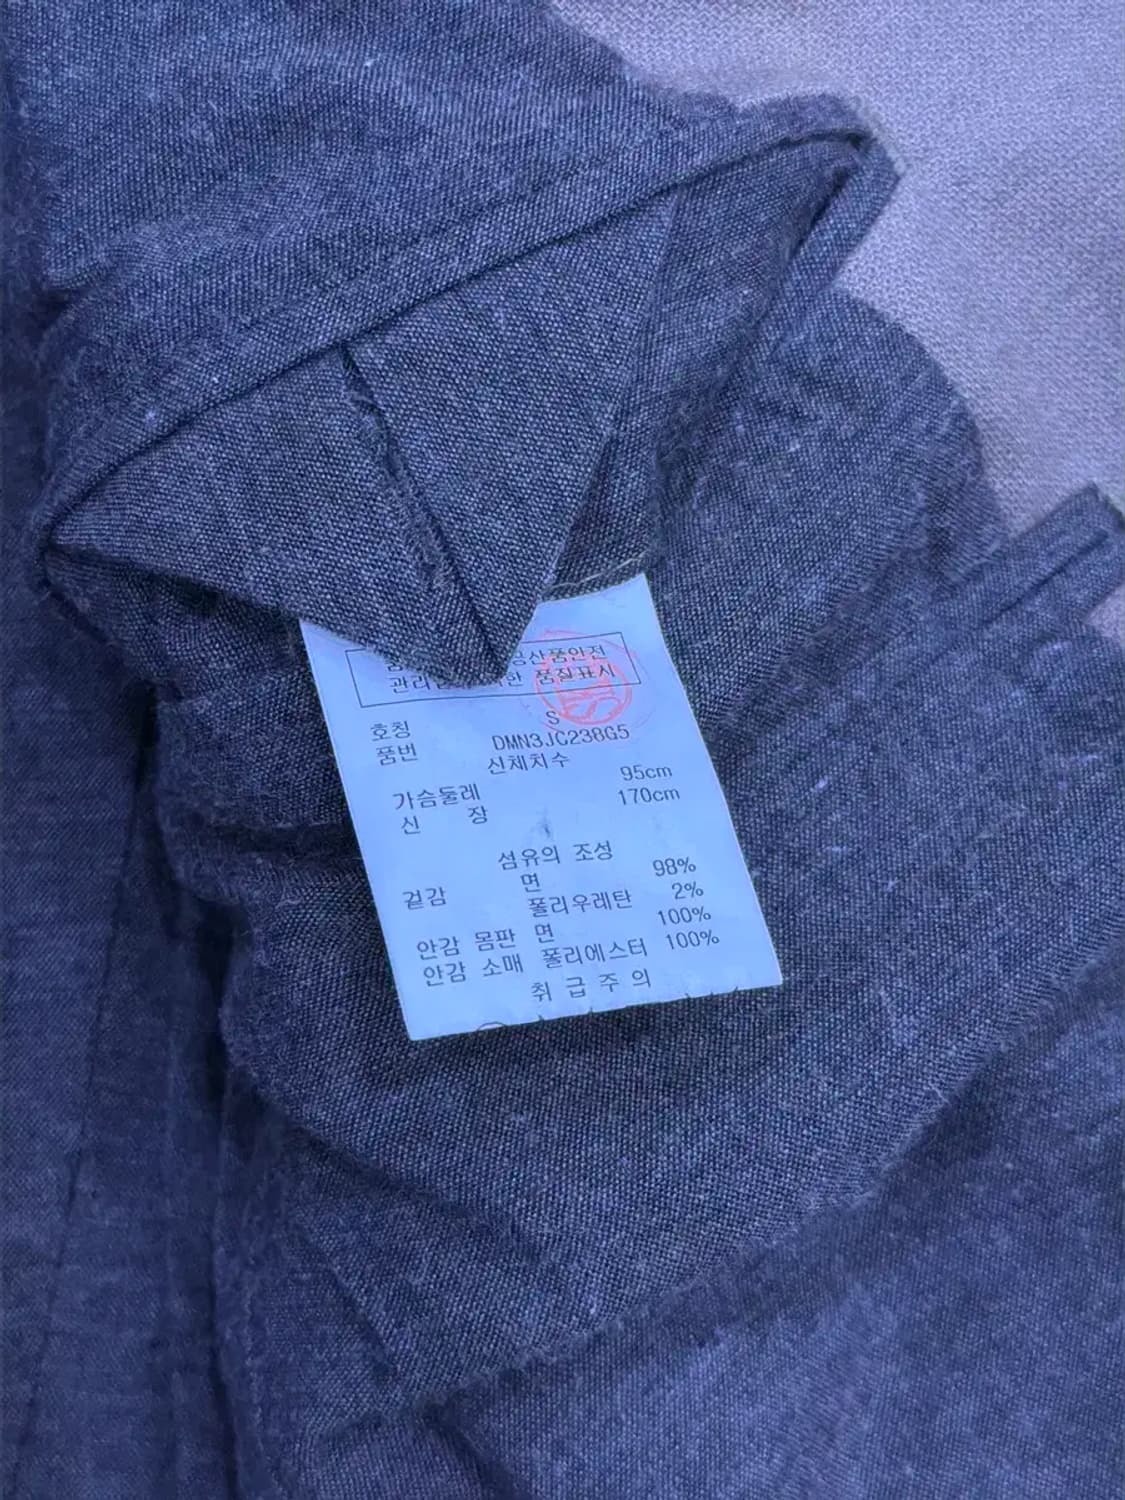 공산품안전
관리 한 품질표시
호칭 S
품번 DMN3JC238G5
신체치수
가슴둘레 95cm
신 장 170cm
섬유의 조성
겉감 면 98%
폴리우레탄 2%
안감 몸판 면 100%
안감 소매 폴리에스터 100%
취 급 주 의